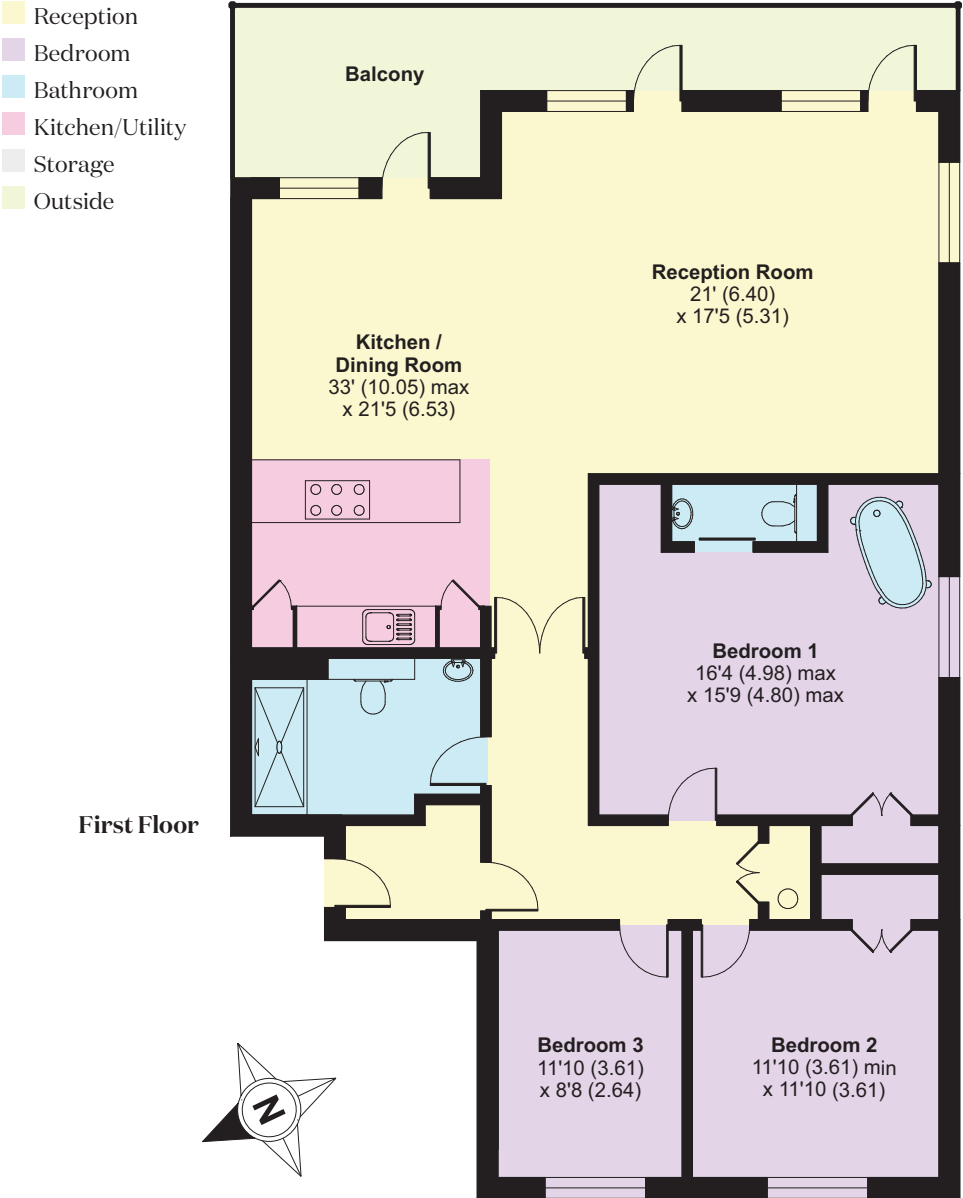 Reception
Bedroom
Bathroom
Kitchen/Utility
Storage
Outside
Balcony
Reception Room
21' (6.40)
x 17'5 (5.31)
Kitchen /
Dining Room
33' (10.05) max
x 21'5 (6.53)
Bedroom 1
16'4 (4.98) max
x 15'9 (4.80) max
First Floor
Bedroom 3
11'10 (3.61)
x 8'8 (2.64)
Bedroom 2
11'10 (3.61) min
x 11'10 (3.61)
N